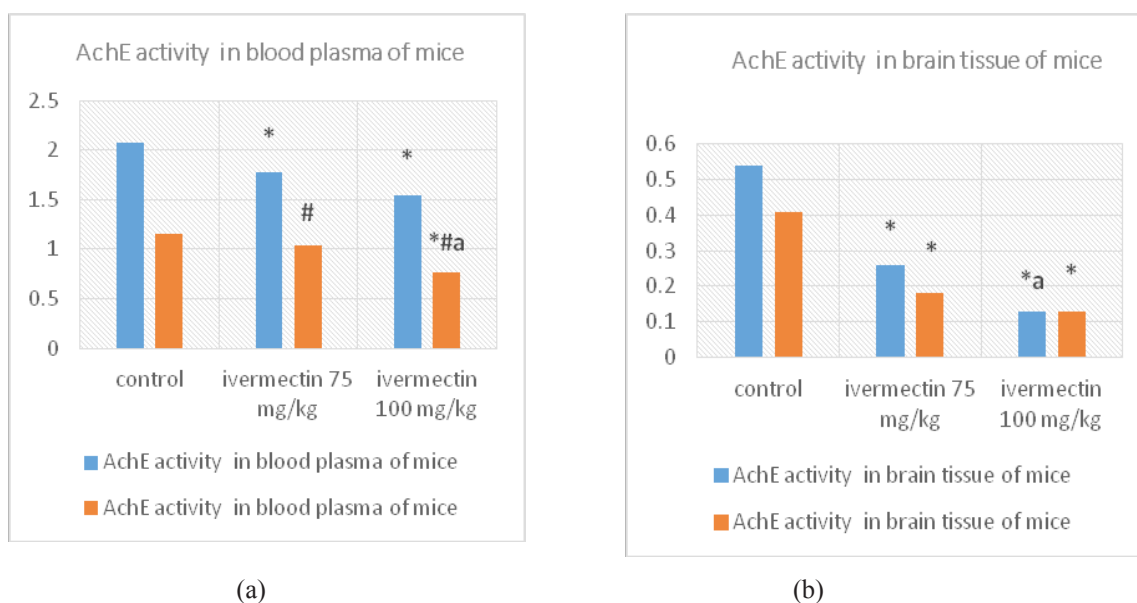 AchE activity in blood plasma of mice
2.5
2
1.5
1
0.5
0
*
#
*
*#a
control
ivermectin 75
mg/kg
ivermectin
100 mg/kg
AchE activity in blood plasma of mice
AchE activity in blood plasma of mice
(a)
AchE activity in brain tissue of mice
0.6
0.5
0.4
0.3
0.2
0.1
0
*
*
*a
*
control
ivermectin 75
mg/kg
ivermectin
100 mg/kg
AchE activity in brain tissue of mice
AchE activity in brain tissue of mice
(b)